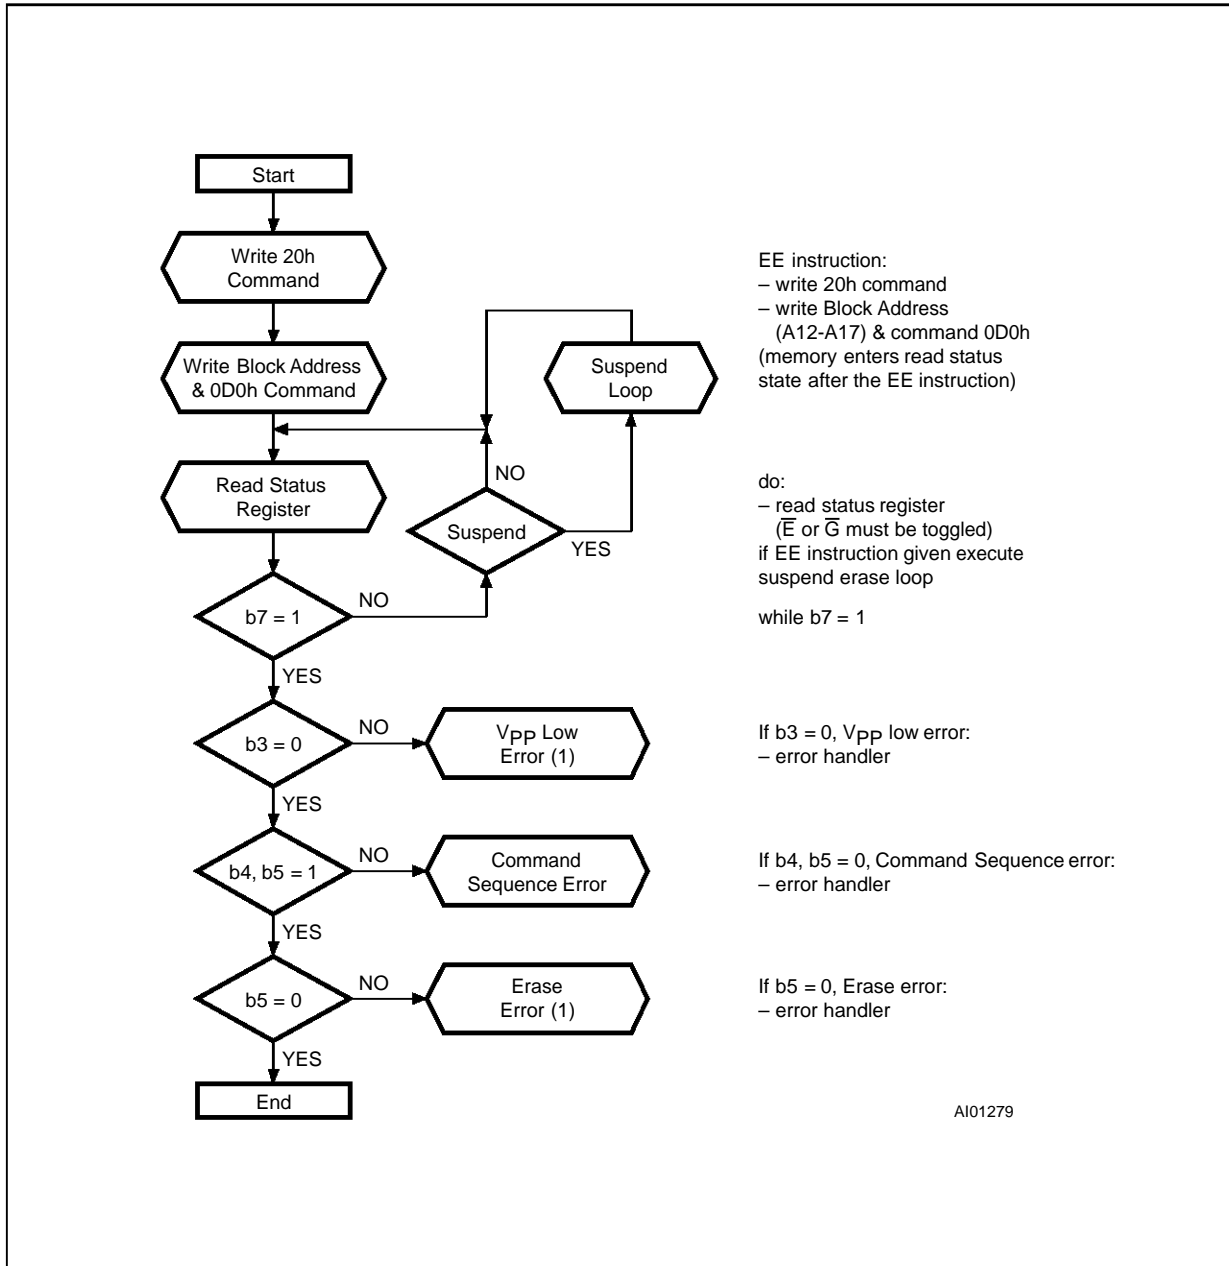 Start
Write 20h
Command
Write Block Address
& 0D0h Command
Suspend
Loop
Read Status
Register
NO
Suspend
YES
b7 = 1
NO
YES
b3 = 0
NO
VPP Low
Error (1)
YES
b4, b5 = 1
NO
Command
Sequence Error
YES
b5 = 0
NO
Erase
Error (1)
YES
End
EE instruction:
– write 20h command
– write Block Address
(A12-A17) & command 0D0h
(memory enters read status
state after the EE instruction)
do:
– read status register
(E̅ or G̅ must be toggled)
if EE instruction given execute
suspend erase loop
while b7 = 1
If b3 = 0, VPP low error:
– error handler
If b4, b5 = 0, Command Sequence error:
– error handler
If b5 = 0, Erase error:
– error handler
AI01279